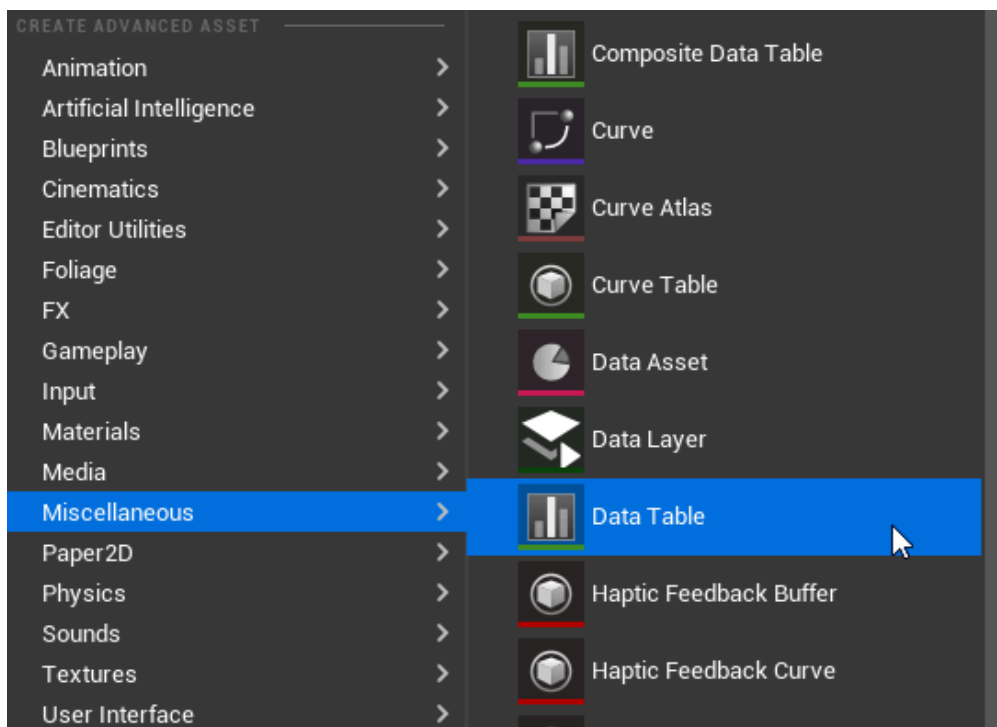 CREATE ADVANCED ASSET
Animation
Artificial Intelligence
Blueprints
Cinematics
Editor Utilities
Foliage
FX
Gameplay
Input
Materials
Media
Miscellaneous
Paper2D
Physics
Sounds
Textures
User Interface
Composite Data Table
Curve
Curve Atlas
Curve Table
Data Asset
Data Layer
Data Table
Haptic Feedback Buffer
Haptic Feedback Curve